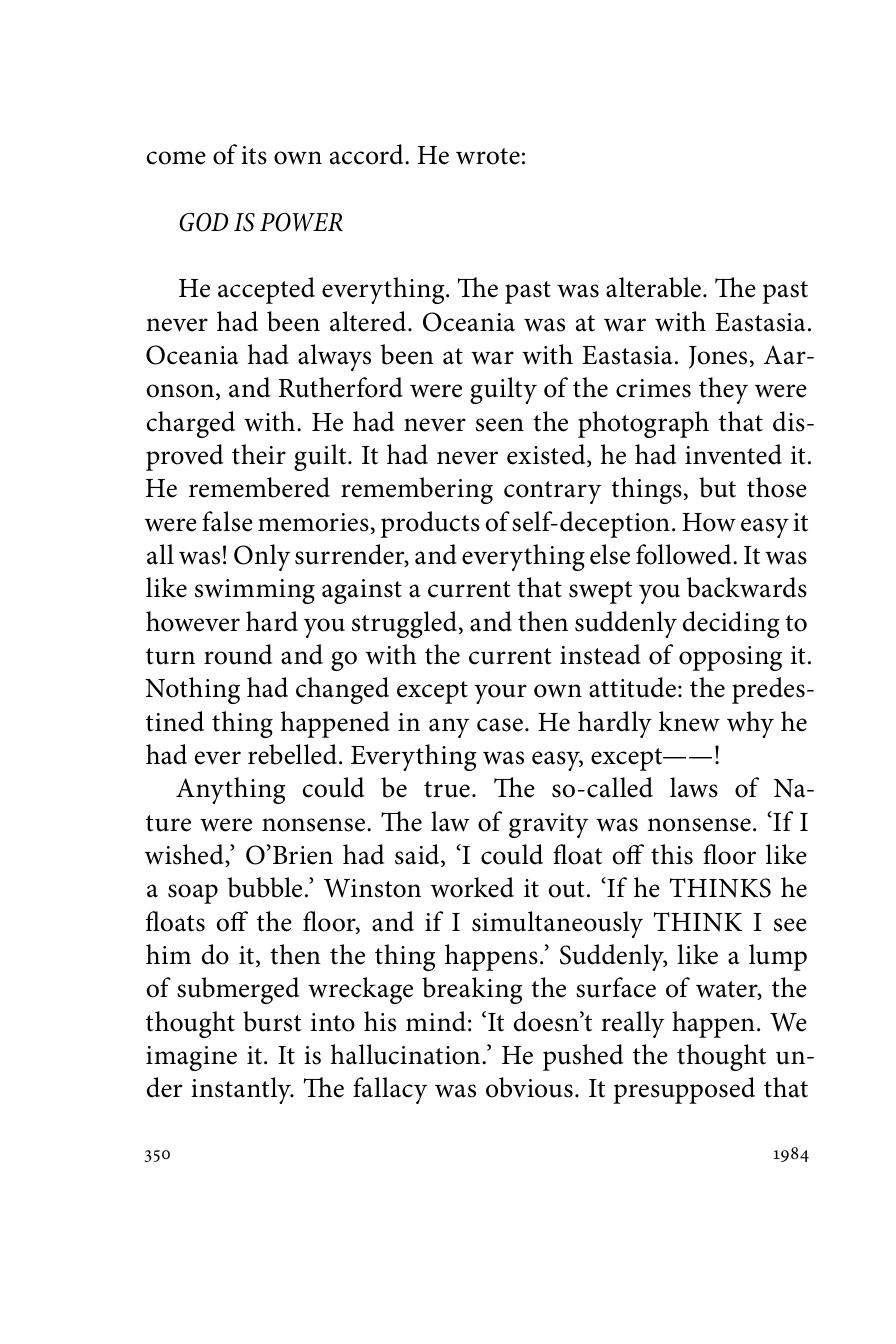 come of its own accord. He wrote:
GOD IS POWER
He accepted everything. The past was alterable. The past
never had been altered. Oceania was at war with Eastasia.
Oceania had always been at war with Eastasia. Jones, Aar-
onson, and Rutherford were guilty of the crimes they were
charged with. He had never seen the photograph that dis-
proved their guilt. It had never existed, he had invented it.
He remembered remembering contrary things, but those
were false memories, products of self-deception. How easy it
all was! Only surrender, and everything else followed. It was
like swimming against a current that swept you backwards
however hard you struggled, and then suddenly deciding to
turn round and go with the current instead of opposing it.
Nothing had changed except your own attitude: the predes-
tined thing happened in any case. He hardly knew why he
had ever rebelled. Everything was easy, except——!
Anything could be true. The so-called laws of Na-
ture were nonsense. The law of gravity was nonsense. ‘If I
wished,’ O’Brien had said, ‘I could float off this floor like
a soap bubble.’ Winston worked it out. ‘If he THINKS he
floats off the floor, and if I simultaneously THINK I see
him do it, then the thing happens.’ Suddenly, like a lump
of submerged wreckage breaking the surface of water, the
thought burst into his mind: ‘It doesn’t really happen. We
imagine it. It is hallucination.’ He pushed the thought un-
der instantly. The fallacy was obvious. It presupposed that
350 1984